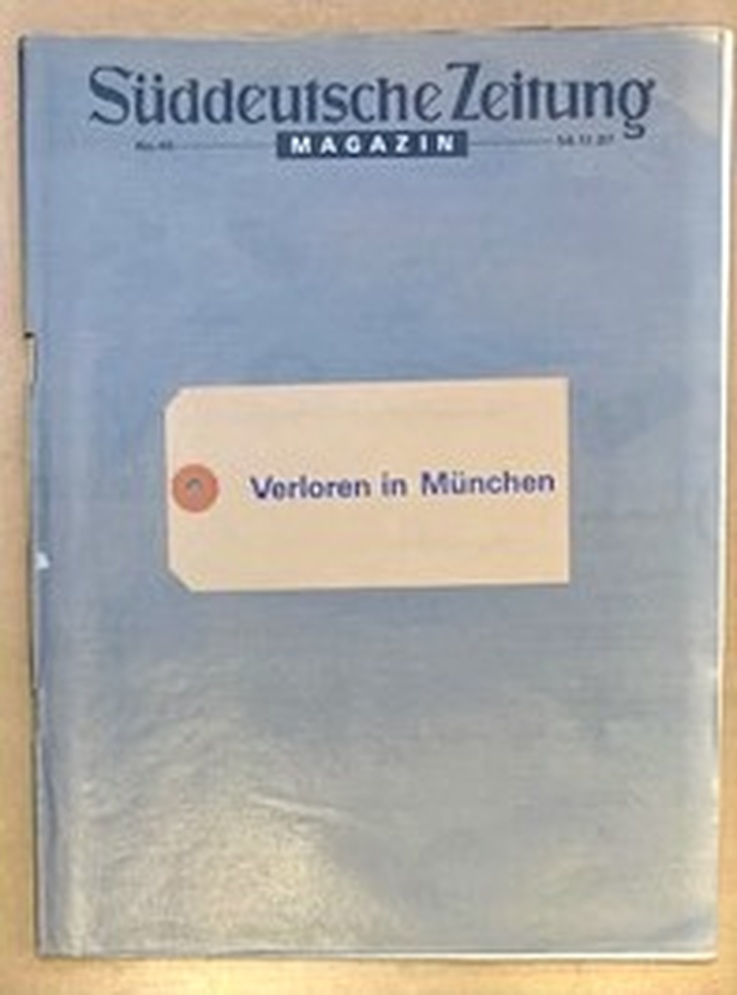 Süddeutsche Zeitung
MAGAZIN
Verloren in München